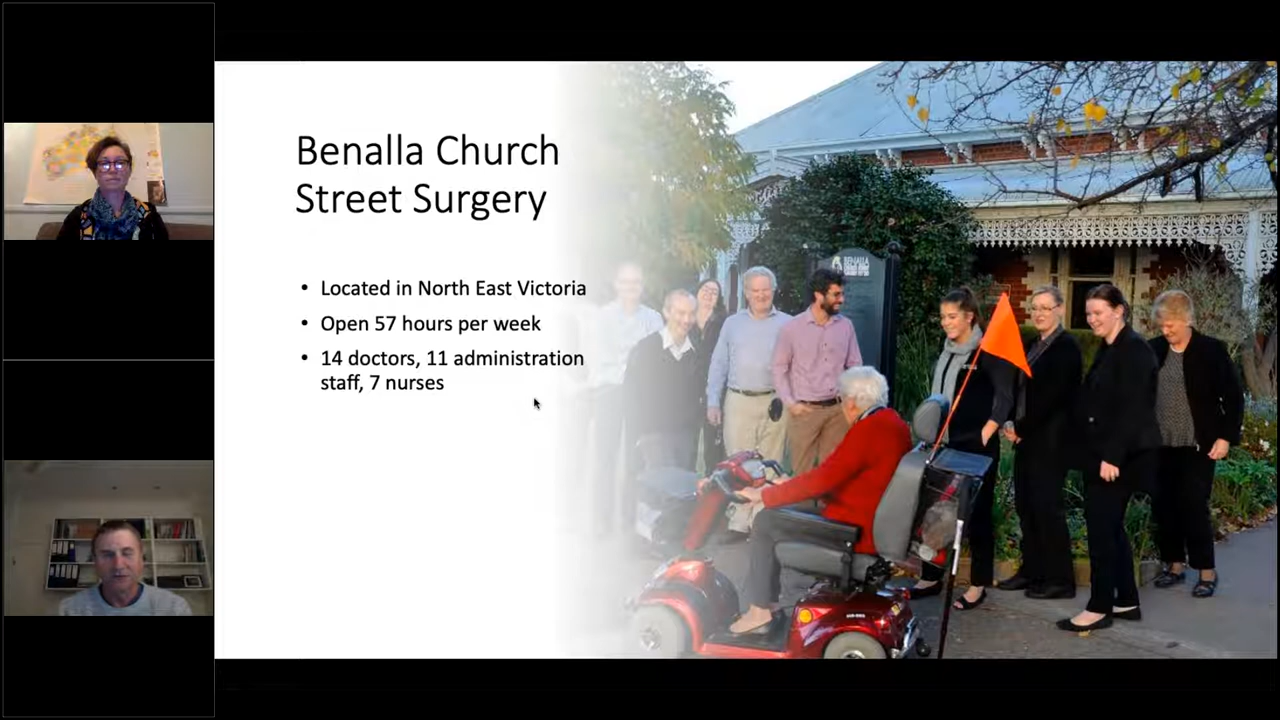 Benalla Church
Street Surgery
• Located in North East Victoria
• Open 57 hours per week
• 14 doctors, 11 administration
staff, 7 nurses
BENALLA